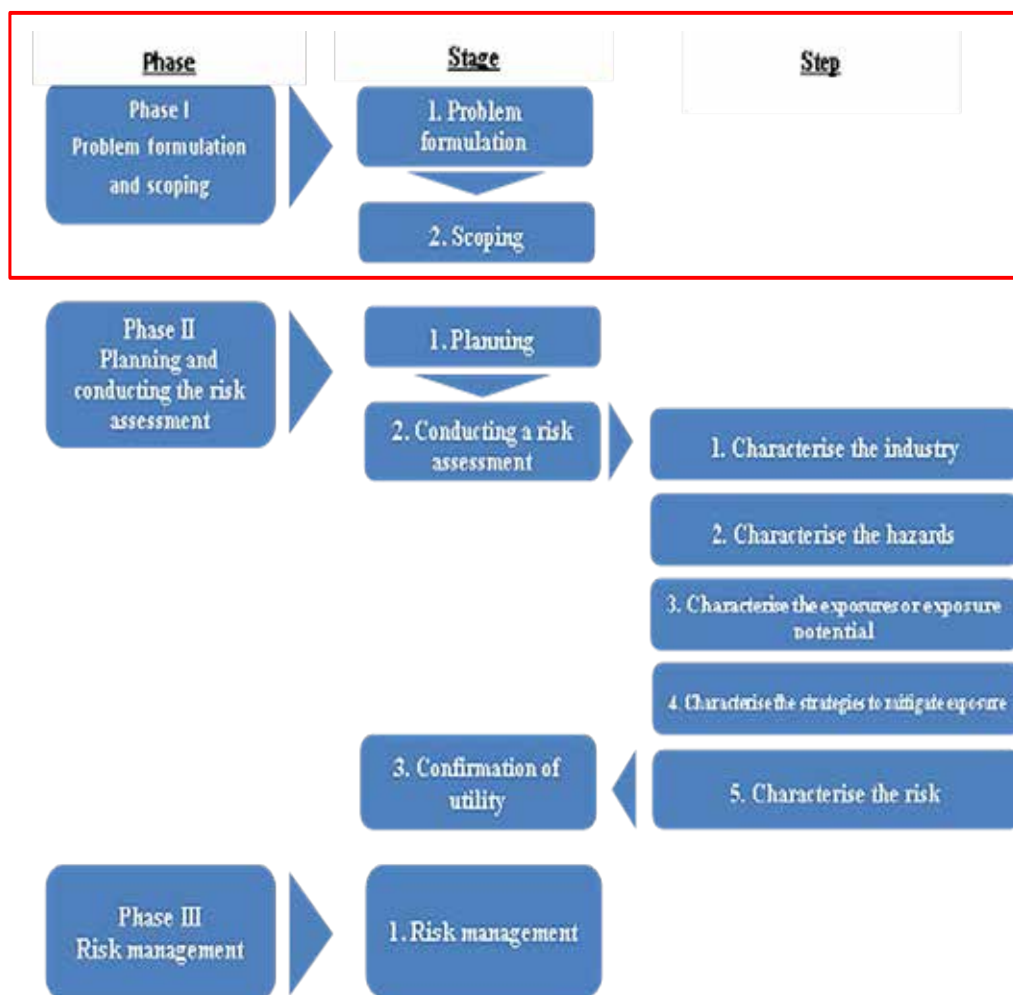 Phase
Stage
Step
Phase I
Problem formulation
and scoping
1. Problem
formulation
2. Scoping
Phase II
Planning and
conducting the risk
assessment
1. Planning
2. Conducting a risk
assessment
1. Characterise the industry
2. Characterise the hazards
3. Characterise the exposures or exposure
potential
4. Characterise the strategies to mitigate exposure
3. Confirmation of
utility
5. Characterise the risk
Phase III
Risk management
1. Risk management